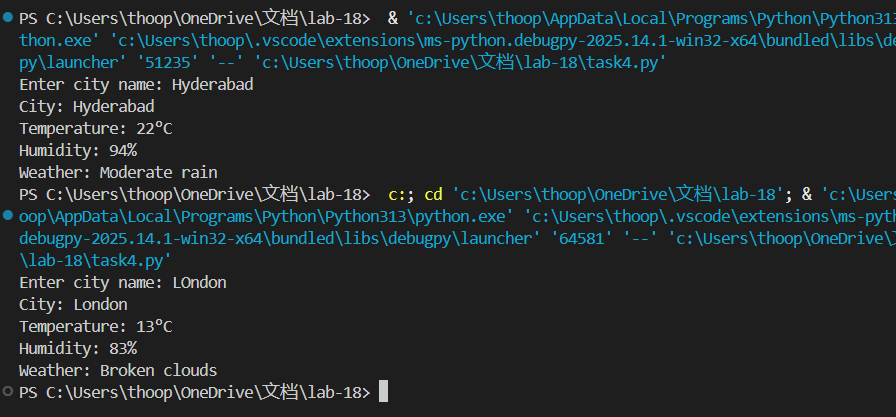 PS C:\Users\thoop\OneDrive\文档\lab-18>  & 'c:\Users\thoop\AppData\Local\Programs\Python\Python313
thon.exe' 'c:\Users\thoop\.vscode\extensions\ms-python.debugpy-2025.14.1-win32-x64\bundled\libs\de
py\launcher' '51235' '--' 'c:\Users\thoop\OneDrive\文档\lab-18\task4.py'
Enter city name: Hyderabad
City: Hyderabad
Temperature: 22°C
Humidity: 94%
Weather: Moderate rain
PS C:\Users\thoop\OneDrive\文档\lab-18>  c:; cd 'c:\Users\thoop\OneDrive\文档\lab-18'; & 'c:\Users
oop\AppData\Local\Programs\Python\Python313\python.exe' 'c:\Users\thoop\.vscode\extensions\ms-pyth
debugpy-2025.14.1-win32-x64\bundled\libs\debugpy\launcher' '64581' '--' 'c:\Users\thoop\OneDrive\
\lab-18\task4.py'
Enter city name: LOndon
City: London
Temperature: 13°C
Humidity: 83%
Weather: Broken clouds
PS C:\Users\thoop\OneDrive\文档\lab-18>